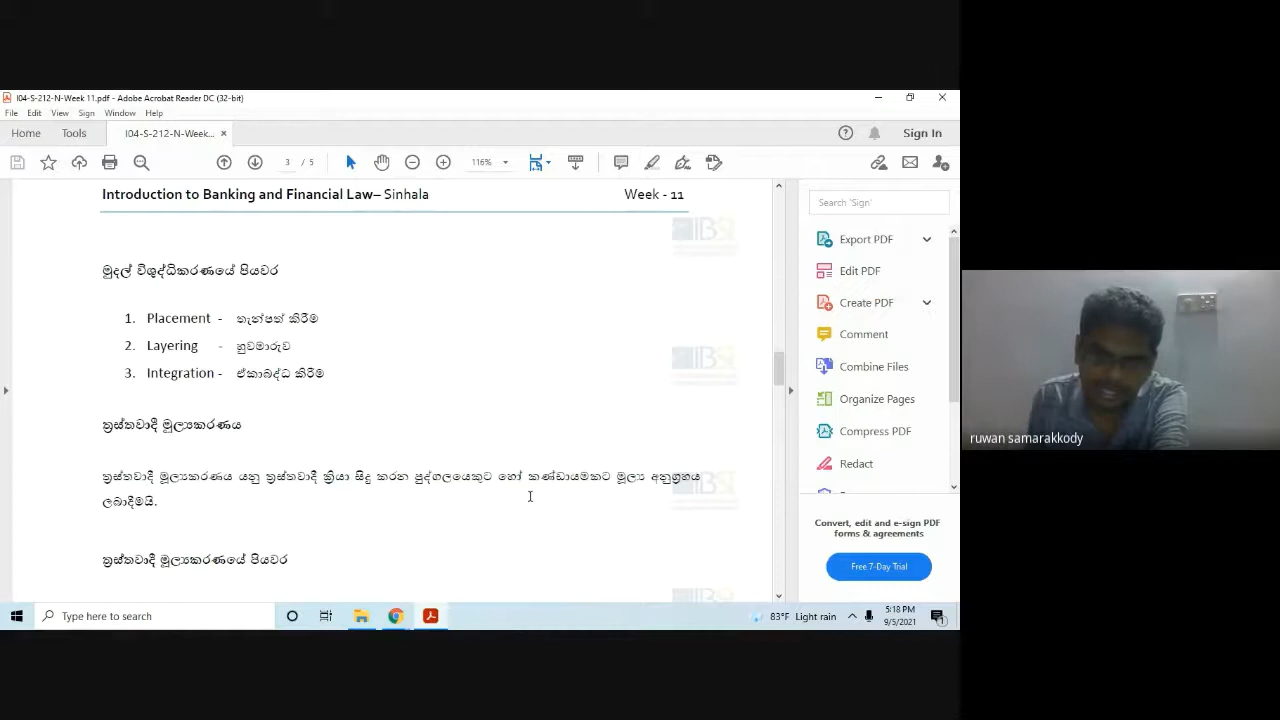 I04-S-212-N-Week 11.pdf - Adobe Acrobat Reader DC (32-bit)
File Edit View Sign Window Help
Home Tools I04-S-212-N-Week... × Sign In
3 / 5 116%
Introduction to Banking and Financial Law– Sinhala Week - 11
Search 'Sign'
මුදල් විශුද්ධිකරණයේ පියවර
1. Placement - තැන්පත් කිරීම
2. Layering - හුවමාරුව
3. Integration - ඒකාබද්ධ කිරීම
ත්‍රස්තවාදී මූල්‍යකරණය
ත්‍රස්තවාදී මූල්‍යකරණය යනු ත්‍රස්තවාදී ක්‍රියා සිදු කරන පුද්ගලයෙකුට හෝ කණ්ඩායමකට මූල්‍ය අනුග්‍රහය
ලබාදීමයි.
ත්‍රස්තවාදී මූල්‍යකරණයේ පියවර
Export PDF
Edit PDF
Create PDF
Comment
Combine Files
Organize Pages
Compress PDF
Redact
Convert, edit and e-sign PDF
forms & agreements
Free 7-Day Trial
ruwan samarakkody
Type here to search
83°F Light rain
5:18 PM
9/5/2021